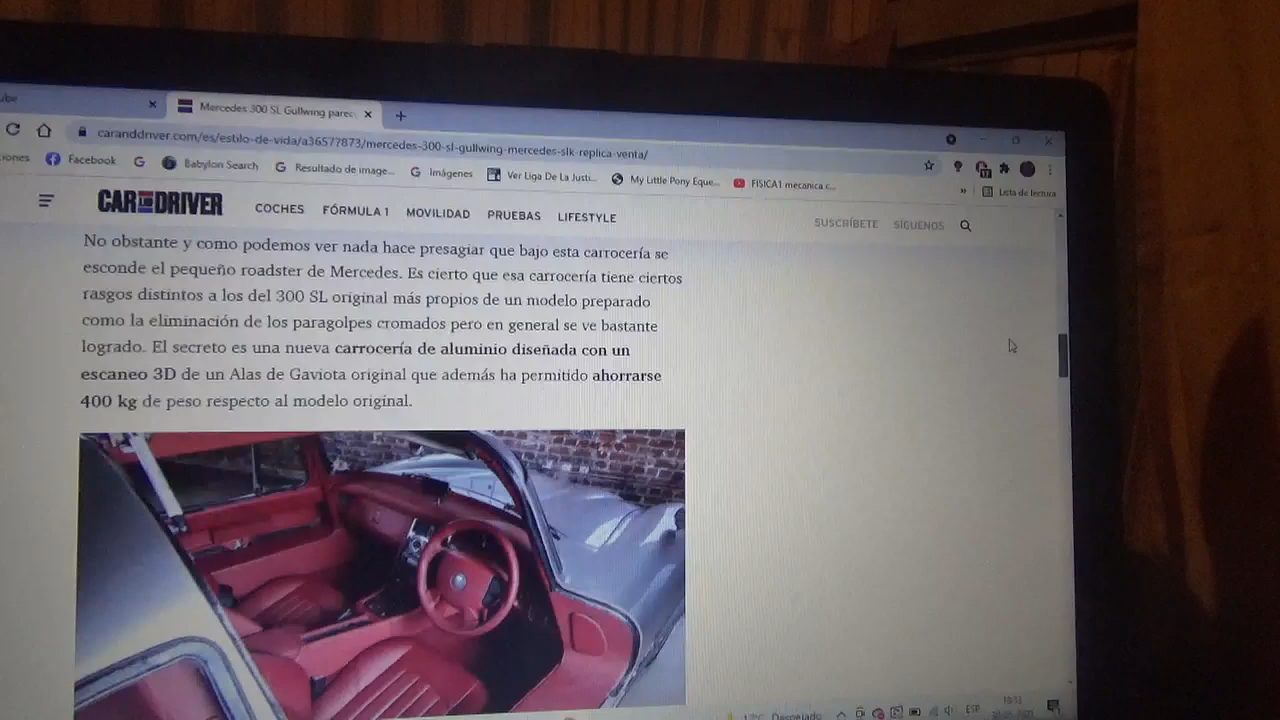 Mercedes 300 SL Gullwing parec
caranddriver.com/es/estilo-de-vida/a36577873/mercedes-300-sl-gullwing-mercedes-slk-replica-venta/
iones Facebook Babylon Search Resultado de image... Imágenes Ver Liga De La Justi... My Little Pony Eque... FISICA1 mecanica c...
» Lista de lectura
CAR AND DRIVER COCHES FÓRMULA 1 MOVILIDAD PRUEBAS LIFESTYLE SUSCRÍBETE SÍGUENOS
No obstante y como podemos ver nada hace presagiar que bajo esta carrocería se
esconde el pequeño roadster de Mercedes. Es cierto que esa carrocería tiene ciertos
rasgos distintos a los del 300 SL original más propios de un modelo preparado
como la eliminación de los paragolpes cromados pero en general se ve bastante
logrado. El secreto es una nueva carrocería de aluminio diseñada con un
escaneo 3D de un Alas de Gaviota original que además ha permitido ahorrarse
400 kg de peso respecto al modelo original.
Despejado ESP